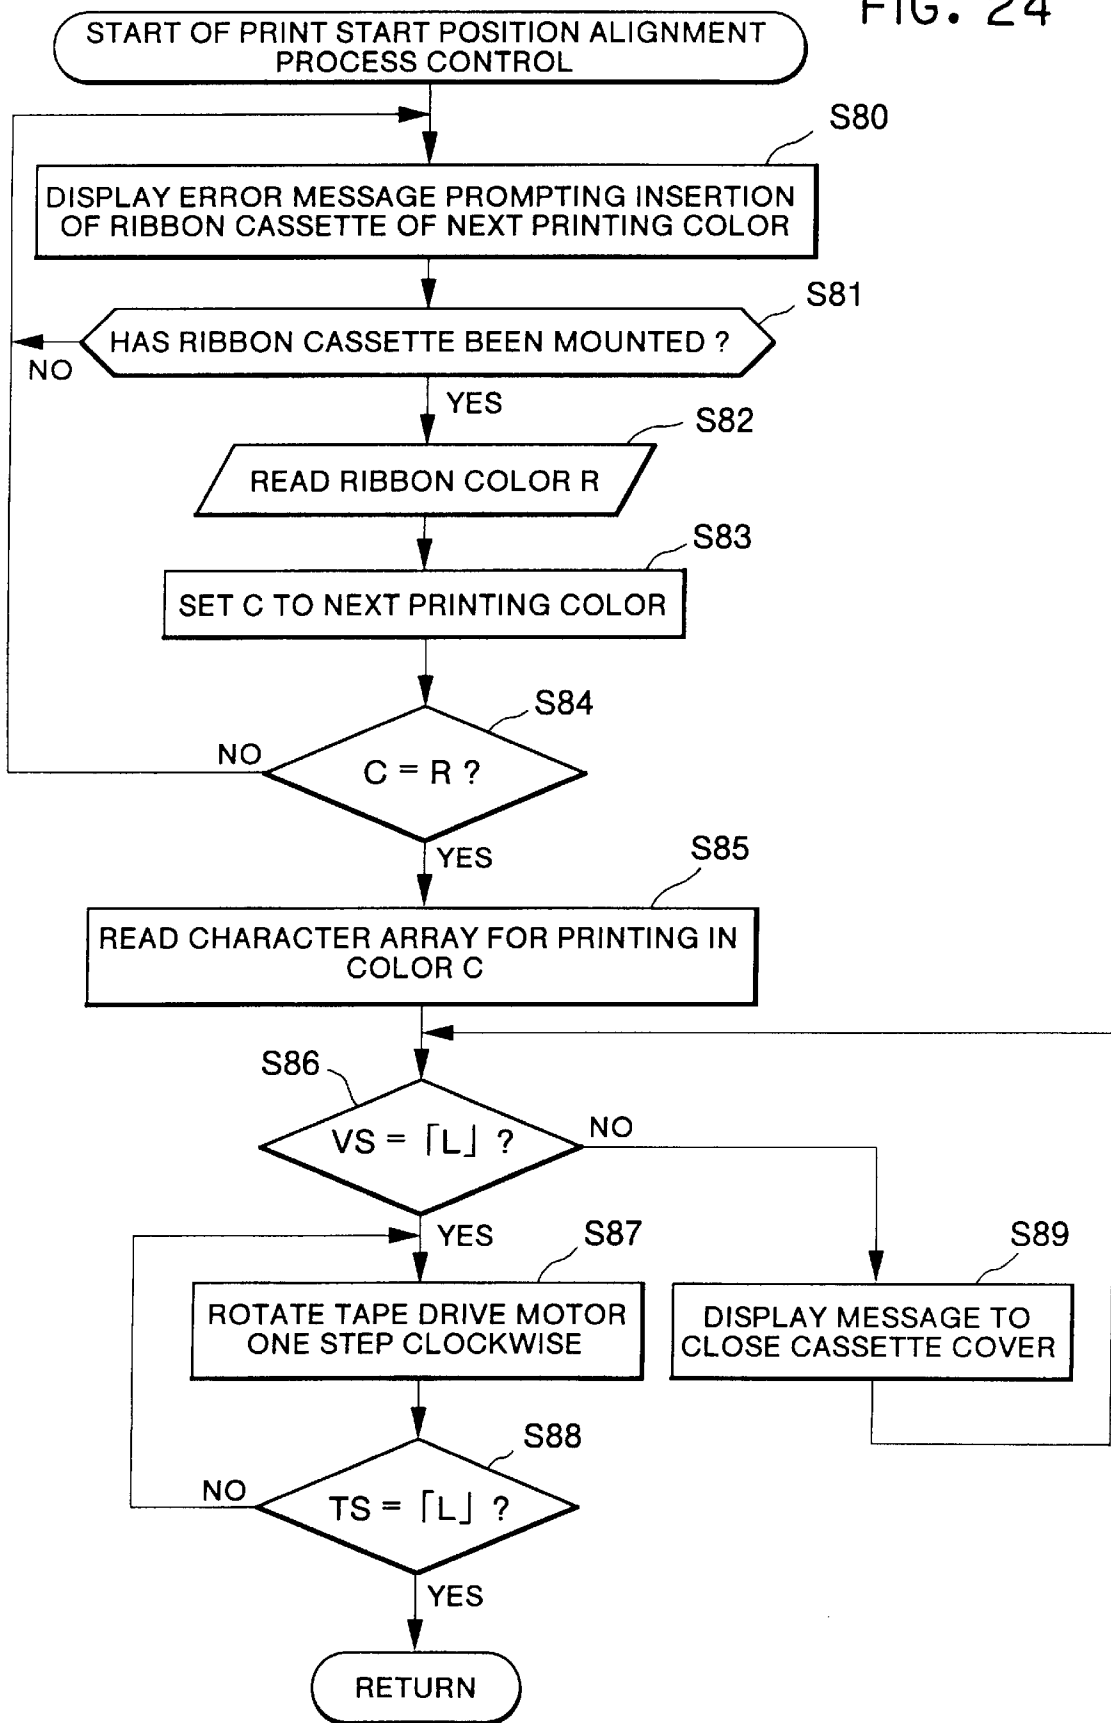 FIG. 24
START OF PRINT START POSITION ALIGNMENT
PROCESS CONTROL
S80
DISPLAY ERROR MESSAGE PROMPTING INSERTION
OF RIBBON CASSETTE OF NEXT PRINTING COLOR
S81
HAS RIBBON CASSETTE BEEN MOUNTED ?
NO
YES
S82
READ RIBBON COLOR R
S83
SET C TO NEXT PRINTING COLOR
S84
NO
C = R ?
YES
S85
READ CHARACTER ARRAY FOR PRINTING IN
COLOR C
S86
VS = ⌈L⌋ ?
NO
YES
S87
S89
ROTATE TAPE DRIVE MOTOR
ONE STEP CLOCKWISE
DISPLAY MESSAGE TO
CLOSE CASSETTE COVER
S88
NO
TS = ⌈L⌋ ?
YES
RETURN